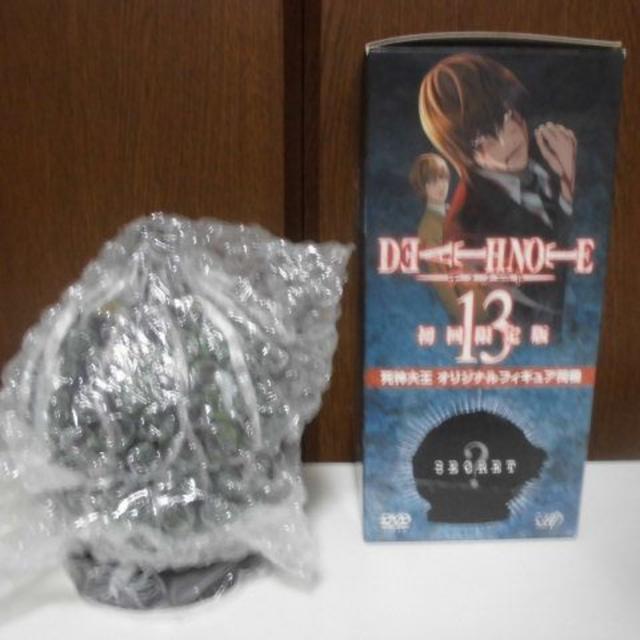 DEATH NOTE
13
初回限定版
死神大王 オリジナルフィギュア同梱
?
SECRET
DVD
VAP